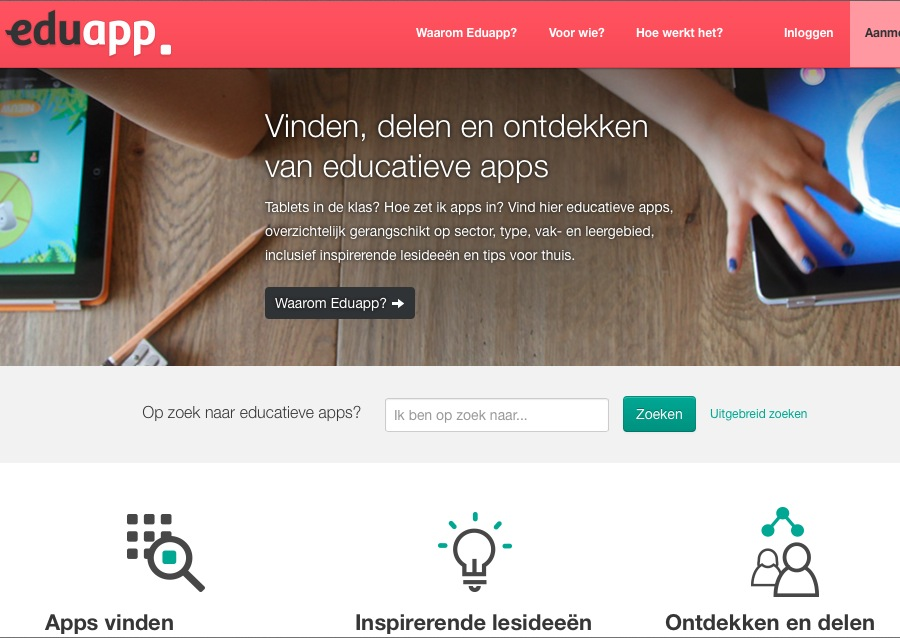 eduapp.
Waarom Eduapp? Voor wie? Hoe werkt het? Inloggen Aanm
Vinden, delen en ontdekken
van educatieve apps
Tablets in de klas? Hoe zet ik apps in? Vind hier educatieve apps,
overzichtelijk gerangschikt op sector, type, vak- en leergebied,
inclusief inspirerende lesideeën en tips voor thuis.
Waarom Eduapp?
Op zoek naar educatieve apps? Ik ben op zoek naar... Zoeken Uitgebreid zoeken
Apps vinden Inspirerende lesideeën Ontdekken en delen